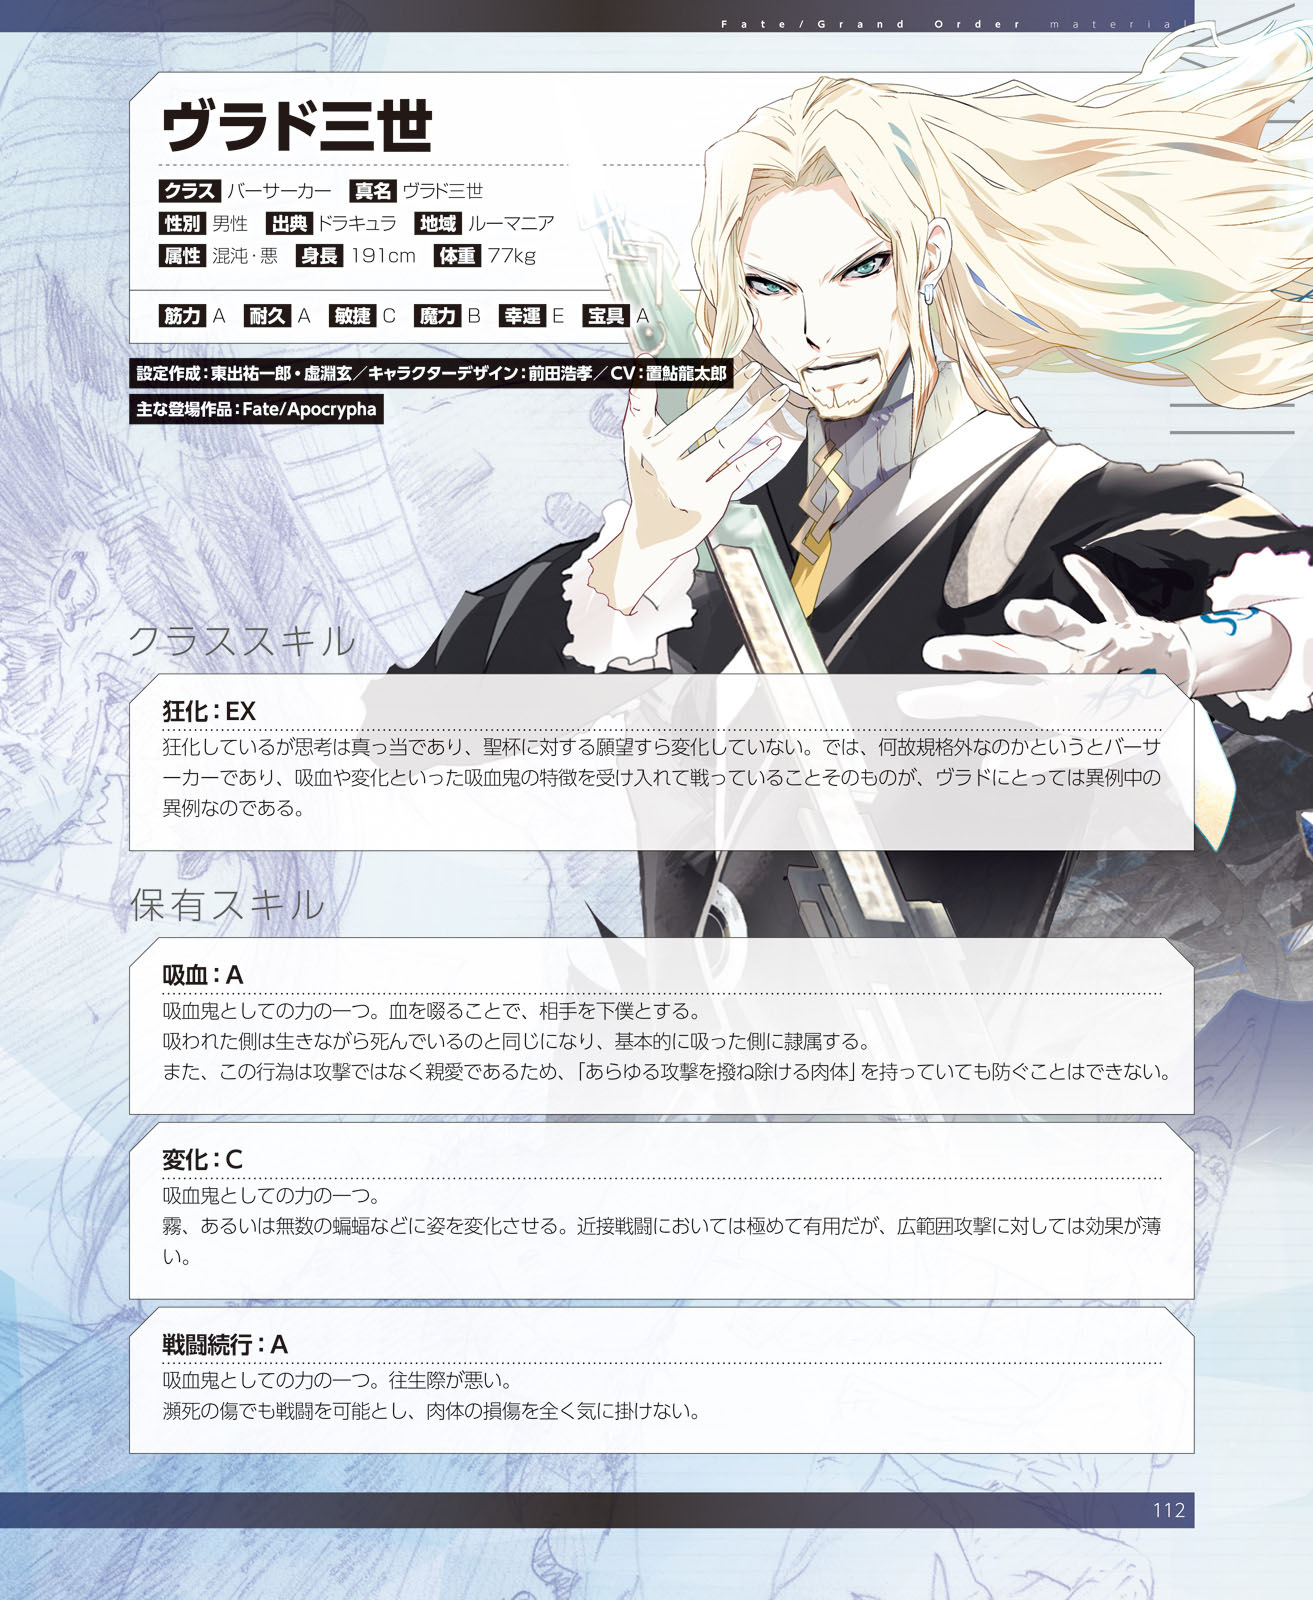 Fate/Grand Order material
ヴラド三世
クラス バーサーカー 真名 ヴラド三世
性別 男性 出典 ドラキュラ 地域 ルーマニア
属性 混沌・悪 身長 191cm 体重 77kg
筋力 A 耐久 A 敏捷 C 魔力 B 幸運 E 宝具 A
設定作成：東出祐一郎・虚淵玄／キャラクターデザイン：前田浩孝／CV：置鮎龍太郎
主な登場作品：Fate/Apocrypha
クラススキル
狂化：EX
狂化しているが思考は真っ当であり、聖杯に対する願望すら変化していない。では、何故規格外なのかというとバーサ
ーカーであり、吸血や変化といった吸血鬼の特徴を受け入れて戦っていることそのものが、ヴラドにとっては異例中の
異例なのである。
保有スキル
吸血：A
吸血鬼としての力の一つ。血を啜ることで、相手を下僕とする。
吸われた側は生きながら死んでいるのと同じになり、基本的に吸った側に隷属する。
また、この行為は攻撃ではなく親愛であるため、「あらゆる攻撃を撥ね除ける肉体」を持っていても防ぐことはできない。
変化：C
吸血鬼としての力の一つ。
霧、あるいは無数の蝙蝠などに姿を変化させる。近接戦闘においては極めて有用だが、広範囲攻撃に対しては効果が薄
い。
戦闘続行：A
吸血鬼としての力の一つ。往生際が悪い。
瀕死の傷でも戦闘を可能とし、肉体の損傷を全く気に掛けない。
112